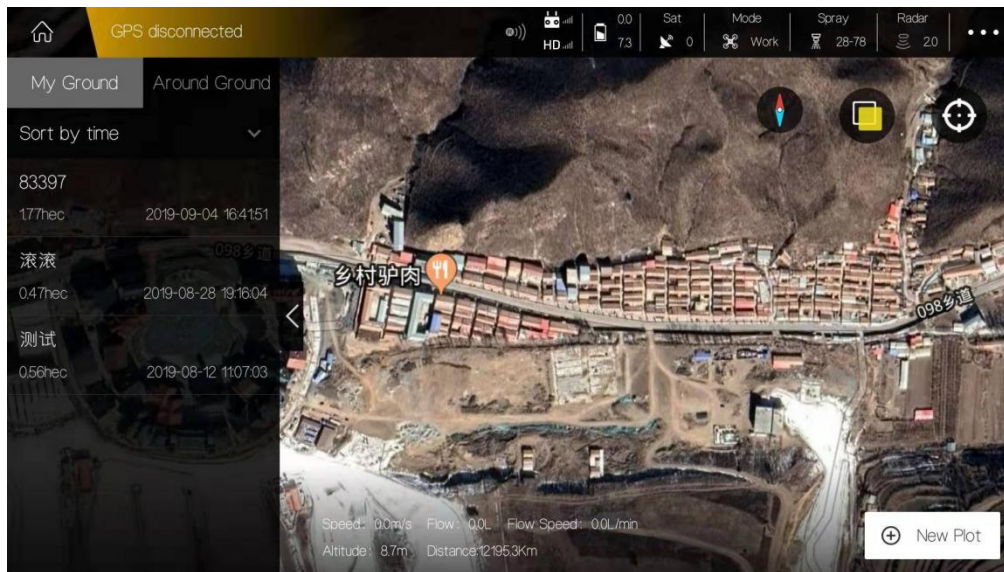 GPS disconnected
HD
0.0
7.3
Sat
0
Mode
Work
Spray
28-78
Radar
2.0
My Ground Around Ground
Sort by time
83397
1.77hec 2019-09-04 16:41:51
滚滚
0.47hec 2019-08-28 19:16:04
测试
0.56hec 2019-08-12 11:07:03
098乡道
乡村驴肉
098乡道
Speed: 0.0m/s Flow: 0.0L Flow Speed: 0.0L/min
Altitude: 8.7m Distance:12195.3Km
New Plot